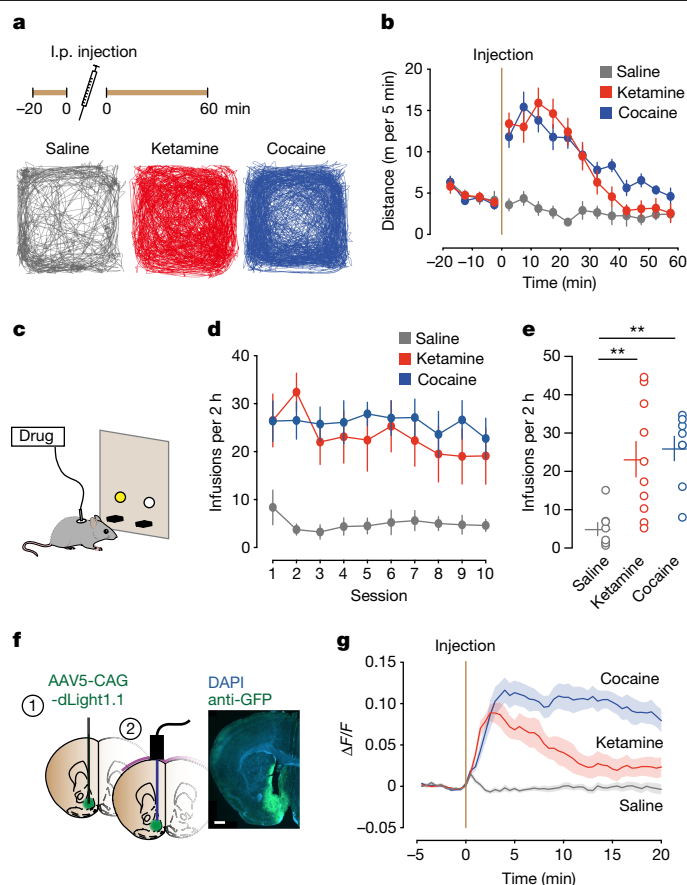 a
I.p. injection
–20
0
0
60
min
Saline
Ketamine
Cocaine
b
Injection
Saline
Ketamine
Cocaine
Distance (m per 5 min)
20
15
10
5
0
–20
–10
0
10
20
30
40
50
60
Time (min)
c
Drug
d
Saline
Ketamine
Cocaine
Infusions per 2 h
40
30
20
10
0
1
2
3
4
5
6
7
8
9
10
Session
e
**
**
Infusions per 2 h
50
40
30
20
10
0
Saline
Ketamine
Cocaine
f
AAV5-CAG
-dLight1.1
1
2
DAPI
anti-GFP
g
Injection
ΔF/F
0.15
0.10
0.05
0
–0.05
Cocaine
Ketamine
Saline
–5
0
5
10
15
20
Time (min)